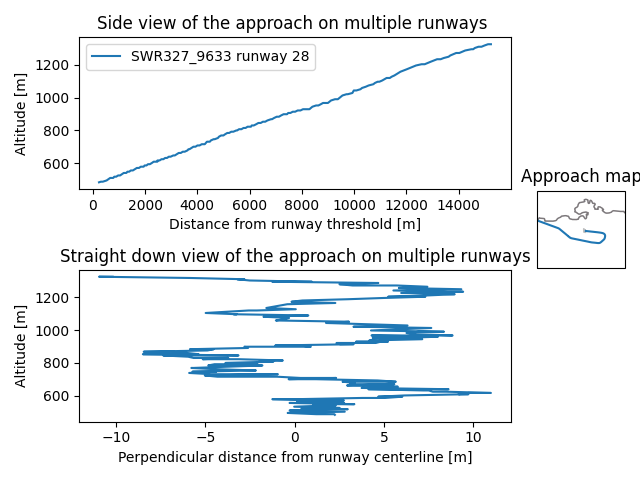 Side view of the approach on multiple runways
SWR327_9633 runway 28
Altitude [m]
1200
1000
800
600
0 2000 4000 6000 8000 10000 12000 14000
Distance from runway threshold [m]
Approach map
Straight down view of the approach on multiple runways
Altitude [m]
1200
1000
800
600
−10 −5 0 5 10
Perpendicular distance from runway centerline [m]